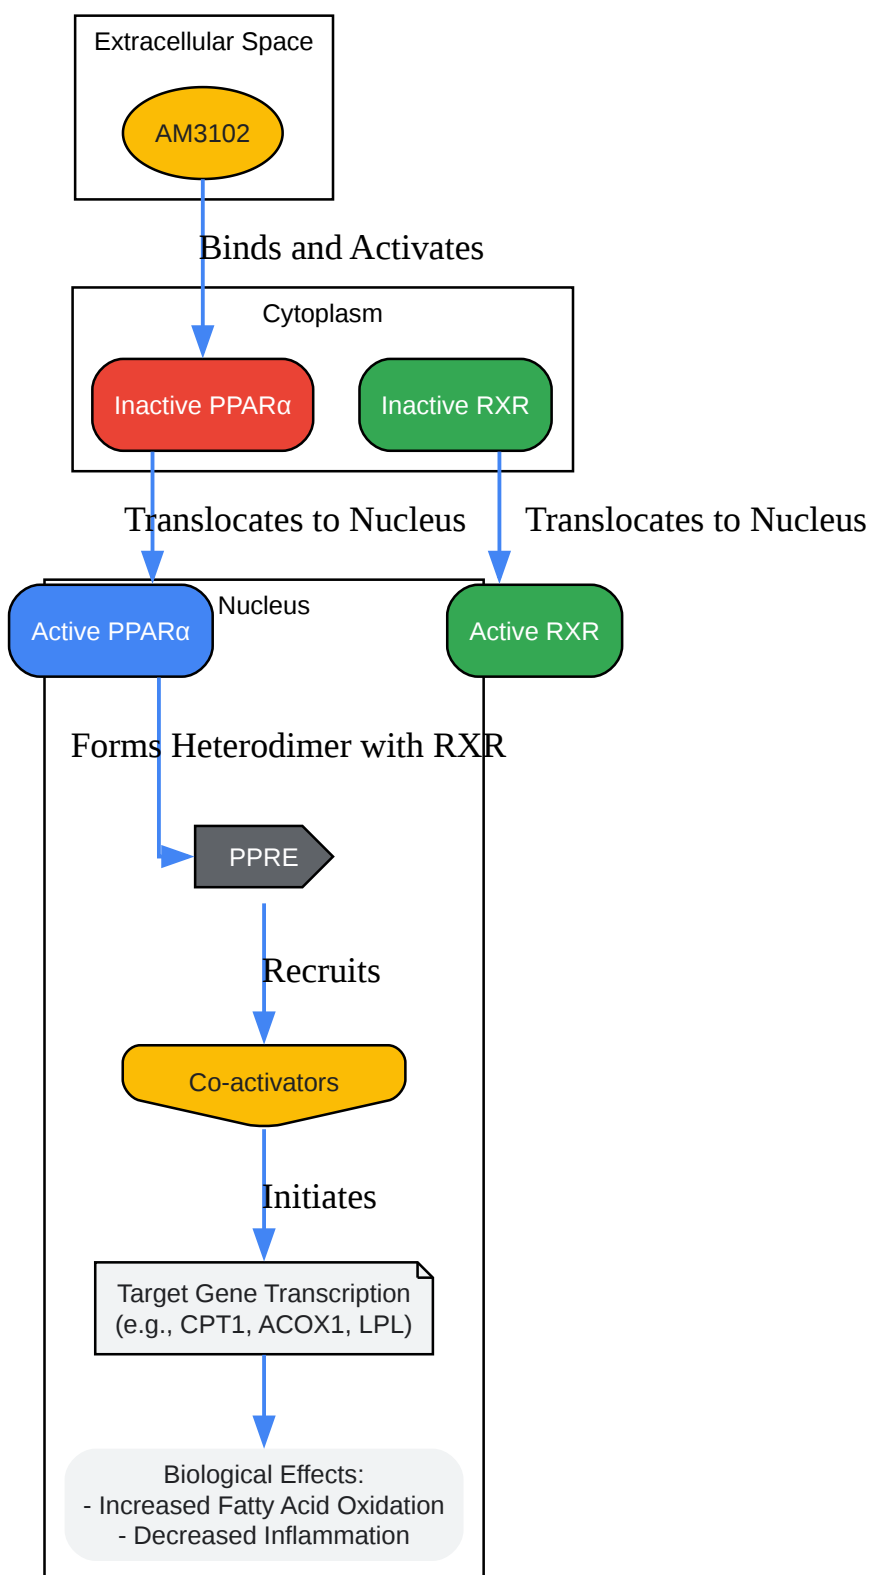 Extracellular Space
AM3102
Binds and Activates
Cytoplasm
Inactive PPARα
Inactive RXR
Translocates to Nucleus
Translocates to Nucleus
Nucleus
Active PPARα
Active RXR
Forms Heterodimer with RXR
PPRE
Recruits
Co-activators
Initiates
Target Gene Transcription
(e.g., CPT1, ACOX1, LPL)
Biological Effects:
- Increased Fatty Acid Oxidation
- Decreased Inflammation